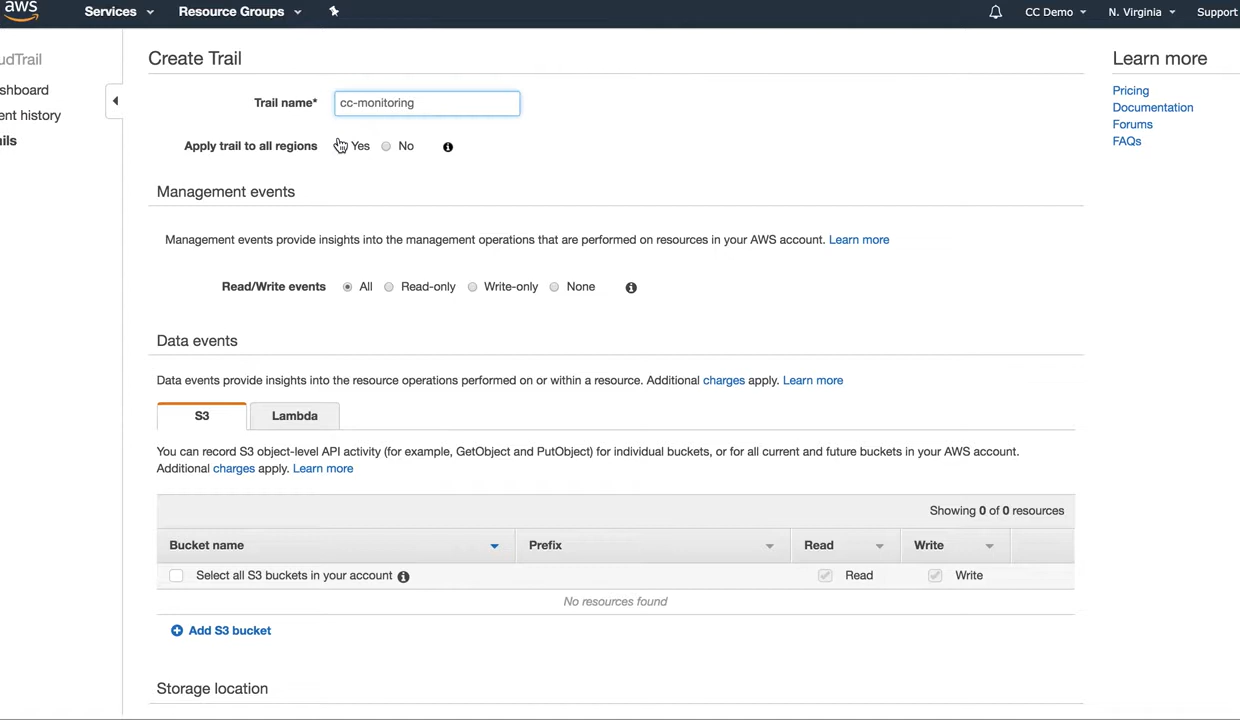 aws Services Resource Groups CC Demo N. Virginia Support
udTrail
shboard
ent history
ils
Create Trail
Trail name* cc-monitoring
Apply trail to all regions Yes No
Management events
Management events provide insights into the management operations that are performed on resources in your AWS account. Learn more
Read/Write events All Read-only Write-only None
Data events
Data events provide insights into the resource operations performed on or within a resource. Additional charges apply. Learn more
S3 Lambda
You can record S3 object-level API activity (for example, GetObject and PutObject) for individual buckets, or for all current and future buckets in your AWS account.
Additional charges apply. Learn more
Showing 0 of 0 resources
Bucket name Prefix Read Write
Select all S3 buckets in your account Read Write
No resources found
Add S3 bucket
Storage location
Learn more
Pricing
Documentation
Forums
FAQs